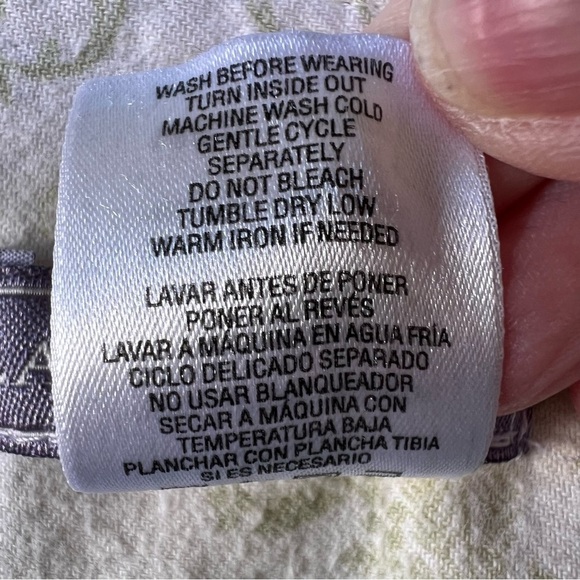 WASH BEFORE WEARING
TURN INSIDE OUT
MACHINE WASH COLD
GENTLE CYCLE
SEPARATELY
DO NOT BLEACH
TUMBLE DRY LOW
WARM IRON IF NEEDED
LAVAR ANTES DE PONER
PONER AL REVÉS
LAVAR A MÁQUINA EN AGUA FRÍA
CICLO DELICADO SEPARADO
NO USAR BLANQUEADOR
SECAR A MÁQUINA CON
TEMPERATURA BAJA
PLANCHAR CON PLANCHA TIBIA
SI ES NECESARIO